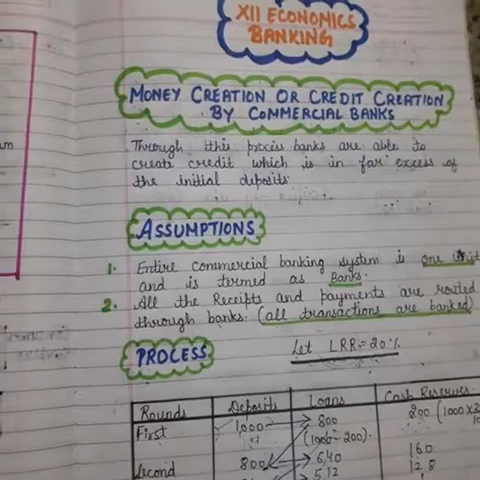 XII ECONOMICS
BANKING
MONEY CREATION OR CREDIT CREATION
BY COMMERCIAL BANKS
Through this process banks are able to
create credit which is in far excess of
the initial deposits.
ASSUMPTIONS
1. Entire commercial banking system is one unit
and is termed as Banks.
2. All the Receipts and payments are routed
through banks. (all transactions are banked)
PROCESS
Let LRR=20%
Rounds Deposits Loans Cash Reserves
First 1,000 800 200 (1000×
(1000-200).
Second 800 640 160
512 128